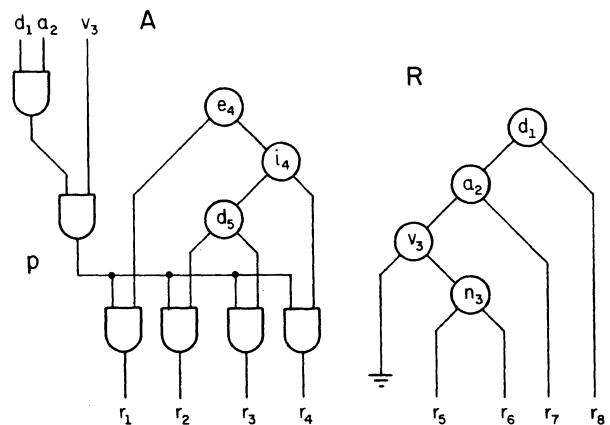 d₁ a₂ v₃ A
R
e₄
d₁
i₄
a₂
d₅
v₃
p
n₃
r₁ r₂ r₃ r₄ r₅ r₆ r₇ r₈